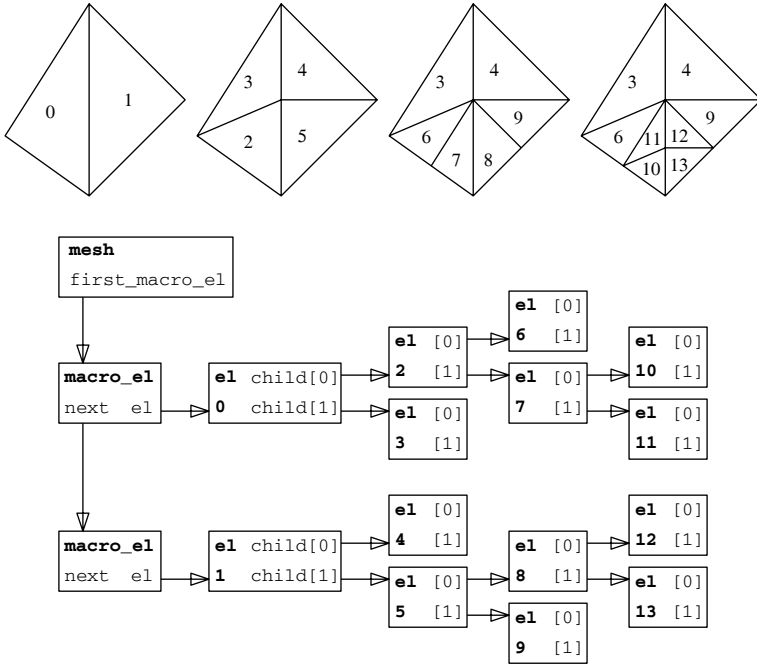 0 1
3 4
2 5
3 4
6 7 8 9
3 4
6 11 12 9
10 13
mesh
first_macro_el
macro_el
next el
el child[0]
0 child[1]
el [0]
2 [1]
el [0]
3 [1]
el [0]
6 [1]
el [0]
7 [1]
el [0]
10 [1]
el [0]
11 [1]
macro_el
next el
el child[0]
1 child[1]
el [0]
4 [1]
el [0]
5 [1]
el [0]
8 [1]
el [0]
9 [1]
el [0]
12 [1]
el [0]
13 [1]